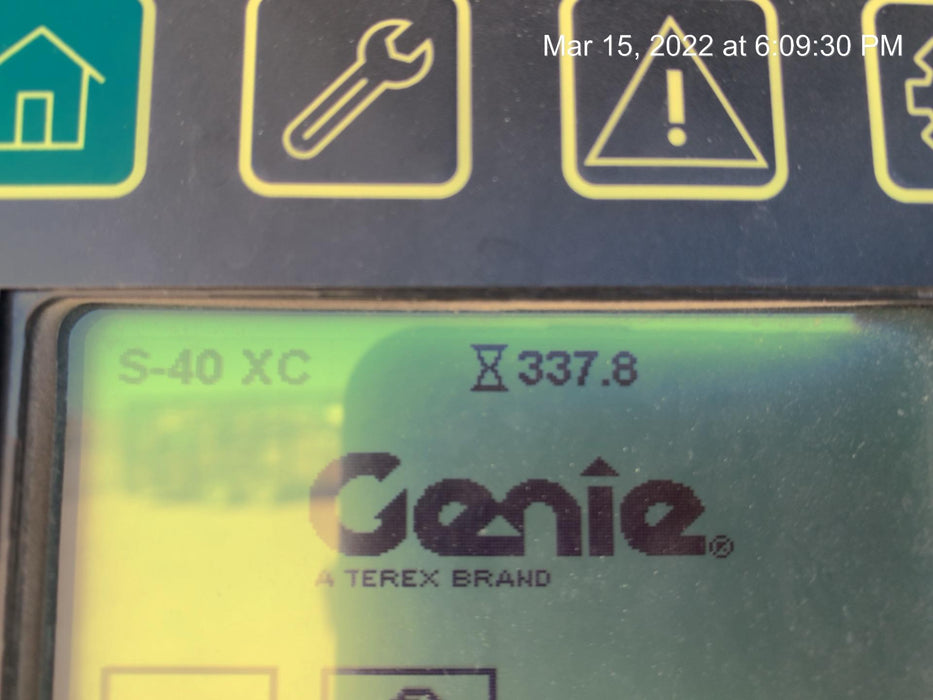 Mar 15, 2022 at 6:09:30 PM
S-40 XC 337.8
Genie®
A TEREX BRAND